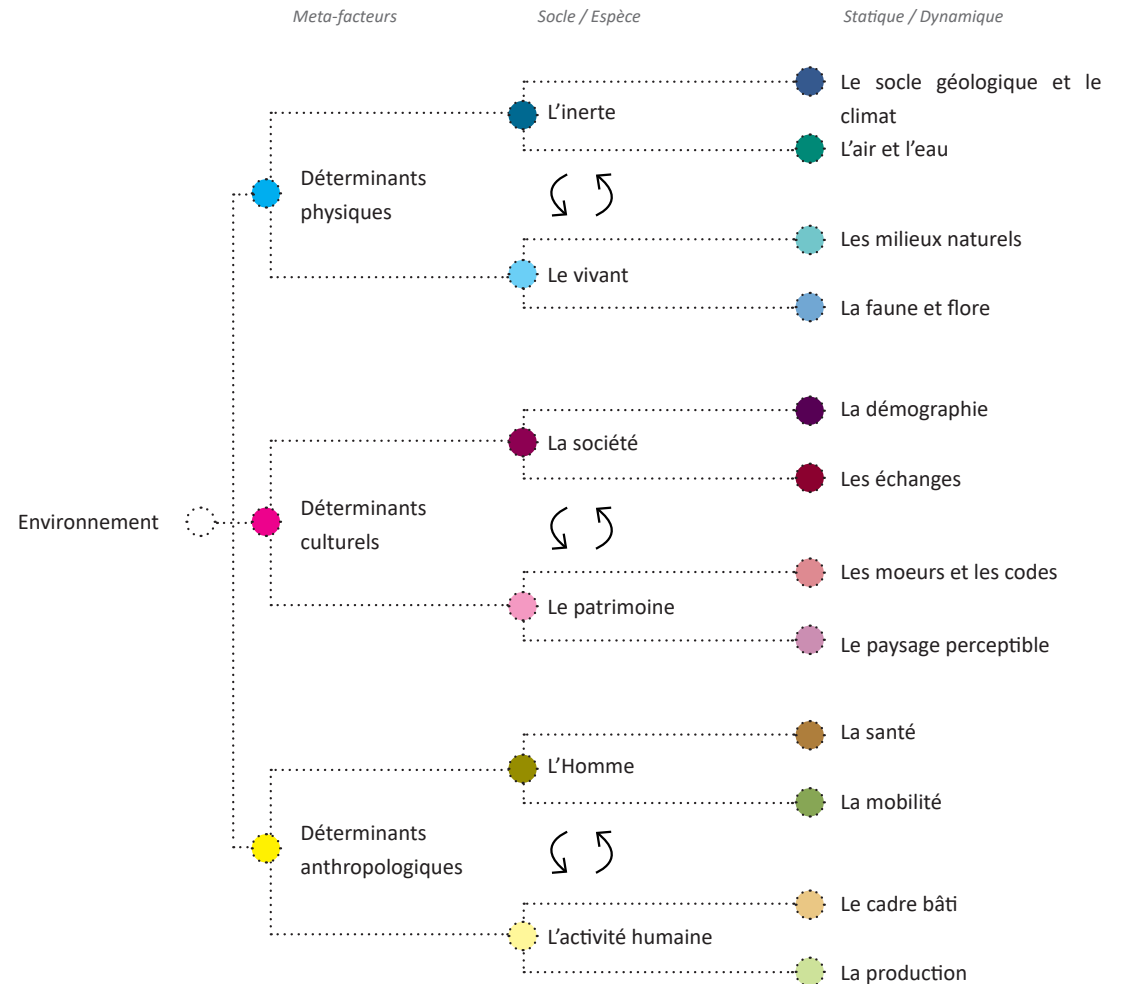 Meta-facteurs
Socle / Espèce
Statique / Dynamique
Le socle géologique et le
climat
L'inerte
L'air et l'eau
Déterminants
physiques
Les milieux naturels
Le vivant
La faune et flore
La démographie
La société
Les échanges
Déterminants
culturels
Environnement
Les moeurs et les codes
Le patrimoine
Le paysage perceptible
La santé
L'Homme
La mobilité
Déterminants
anthropologiques
Le cadre bâti
L'activité humaine
La production